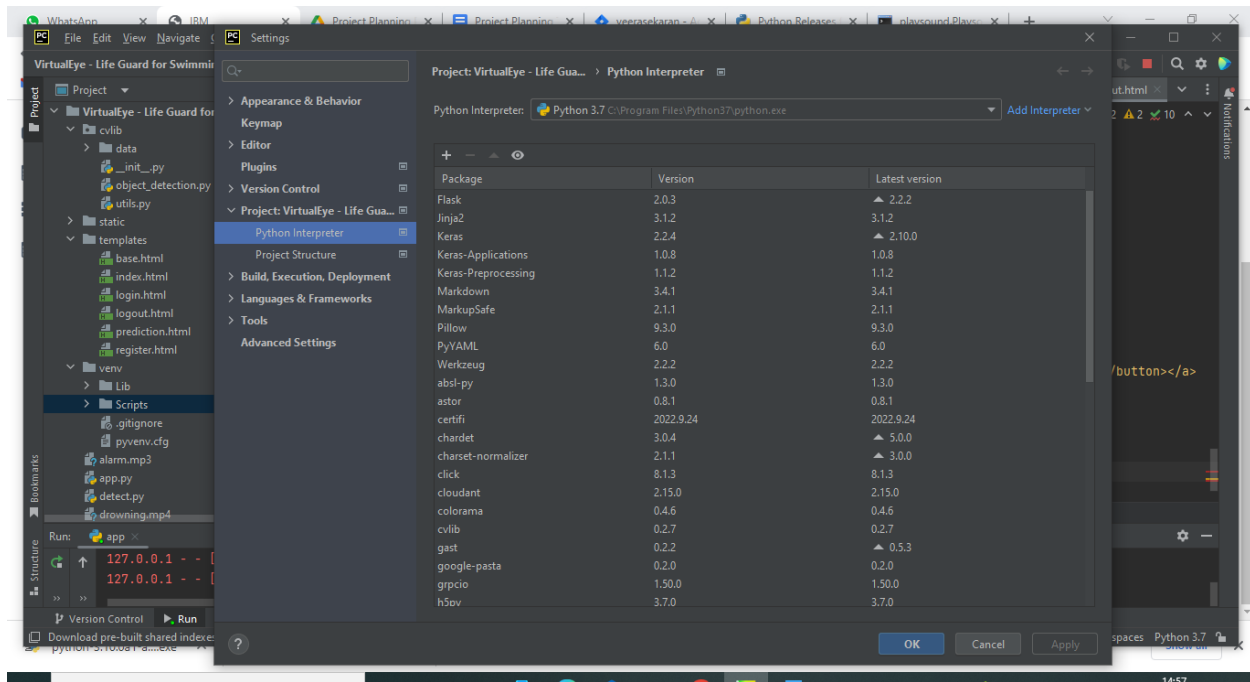 WhatsApp
IBM
Project Planning
Project Planning
veerasekaran - A
Python Releases
playsound Playso
PC File Edit View Navigate
PC Settings
VirtualEye - Life Guard for Swimmi
Project
VirtualEye - Life Guard for
cvlib
data
__init__.py
object_detection.py
utils.py
static
templates
base.html
index.html
login.html
logout.html
prediction.html
register.html
venv
Lib
Scripts
.gitignore
pyvenv.cfg
alarm.mp3
app.py
detect.py
drowning.mp4
Project
Bookmarks
Structure
Run: app
127.0.0.1 - - [
127.0.0.1 - - [
Version Control Run
Download pre-built shared indexe
Appearance & Behavior
Keymap
Editor
Plugins
Version Control
Project: VirtualEye - Life Gua...
Python Interpreter
Project Structure
Build, Execution, Deployment
Languages & Frameworks
Tools
Advanced Settings
Project: VirtualEye - Life Gua... › Python Interpreter
Python Interpreter: Python 3.7 C:\Program Files\Python37\python.exe Add Interpreter
Package Version Latest version
Flask 2.0.3 2.2.2
Jinja2 3.1.2 3.1.2
Keras 2.2.4 2.10.0
Keras-Applications 1.0.8 1.0.8
Keras-Preprocessing 1.1.2 1.1.2
Markdown 3.4.1 3.4.1
MarkupSafe 2.1.1 2.1.1
Pillow 9.3.0 9.3.0
PyYAML 6.0 6.0
Werkzeug 2.2.2 2.2.2
absl-py 1.3.0 1.3.0
astor 0.8.1 0.8.1
certifi 2022.9.24 2022.9.24
chardet 3.0.4 5.0.0
charset-normalizer 2.1.1 3.0.0
click 8.1.3 8.1.3
cloudant 2.15.0 2.15.0
colorama 0.4.6 0.4.6
cvlib 0.2.7 0.2.7
gast 0.2.2 0.5.3
google-pasta 0.2.0 0.2.0
grpcio 1.50.0 1.50.0
h5py 3.7.0 3.7.0
? OK Cancel Apply
ut.html
2 2 10
Notifications
/button></a>
spaces Python 3.7
Show all
14:57